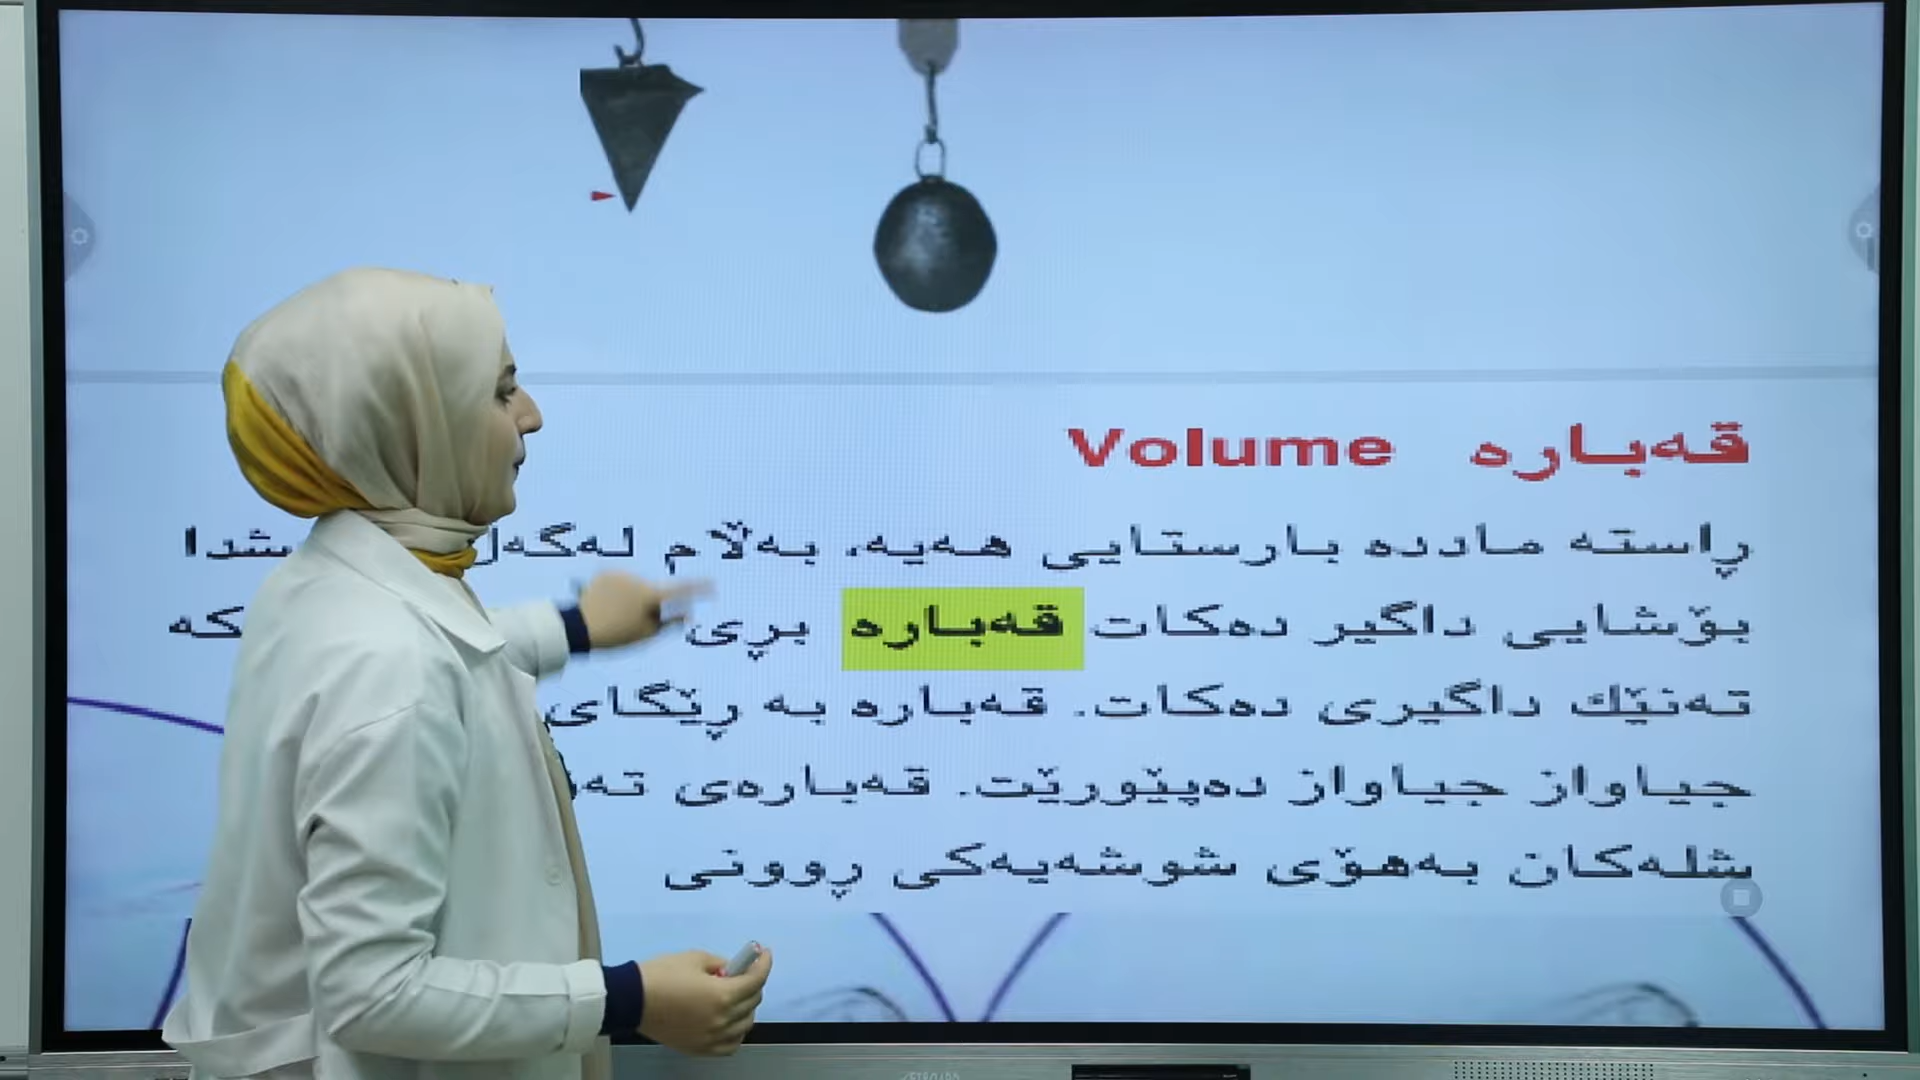 قەبارە Volume
ڕاستە ماددە بارستایی هەیە، بەڵام لەگەڵ
بۆشایی داگیر دەکات قەبارە بڕی کە
تەنێك داگیری دەکات. قەبارە بە ڕێگای
جیاواز جیاواز دەپێورێت. قەبارەی
شلەکان بەهۆی شوشەیەکی ڕوونی